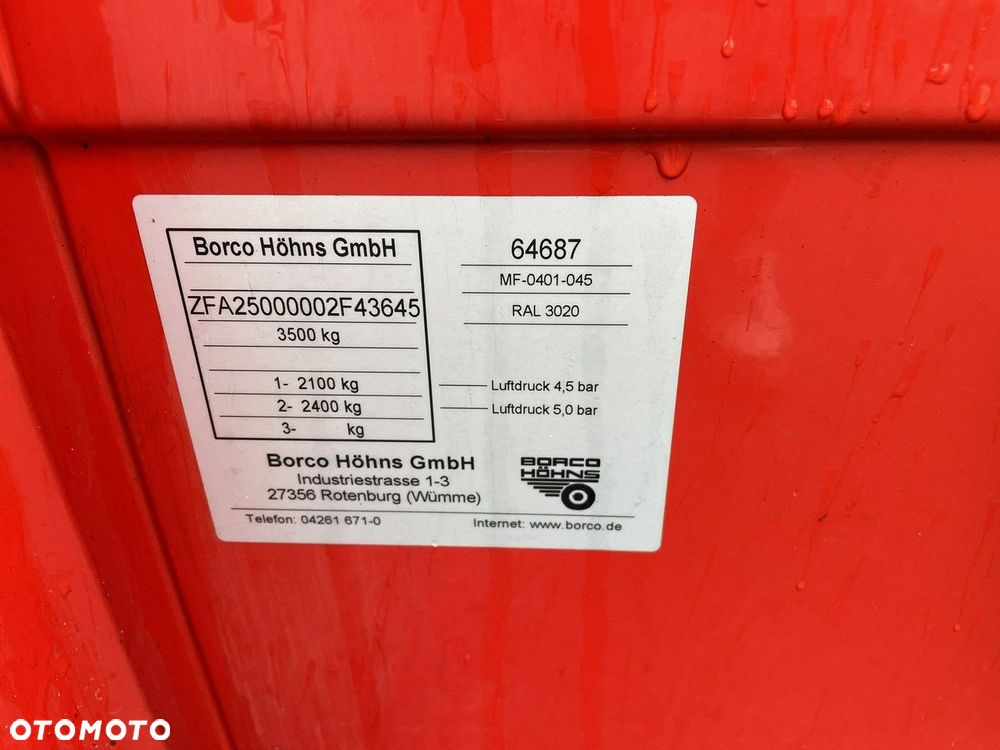 Borco Höhns GmbH
ZFA25000002F43645
3500 kg
1- 2100 kg
2- 2400 kg
3- kg
64687
MF-0401-045
RAL 3020
Luftdruck 4,5 bar
Luftdruck 5,0 bar
Borco Höhns GmbH
Industriestrasse 1-3
27356 Rotenburg (Wümme)
BORCO
HÖHNS
Telefon: 04261 671-0
Internet: www.borco.de
OTOMOTO